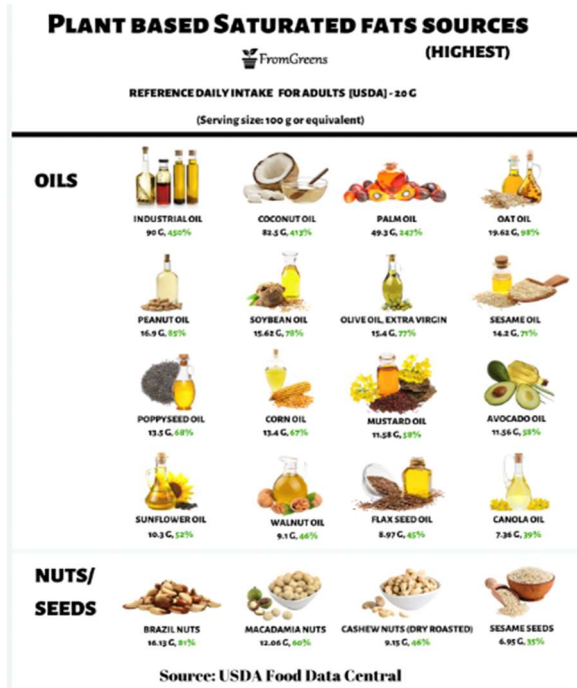 PLANT BASED SATURATED FATS SOURCES
(HIGHEST)
FromGreens
REFERENCE DAILY INTAKE FOR ADULTS [USDA] - 20 G
(Serving size: 100 g or equivalent)
OILS
INDUSTRIAL OIL
90 G, 450%
COCONUT OIL
82.5 G, 413%
PALM OIL
49.3 G, 247%
OAT OIL
19.62 G, 98%
PEANUT OIL
16.9 G, 85%
SOYBEAN OIL
15.62 G, 78%
OLIVE OIL, EXTRA VIRGIN
15.4 G, 77%
SESAME OIL
14.2 G, 71%
POPPYSEED OIL
13.5 G, 68%
CORN OIL
13.4 G, 67%
MUSTARD OIL
11.58 G, 58%
AVOCADO OIL
11.56 G, 58%
SUNFLOWER OIL
10.3 G, 52%
WALNUT OIL
9.1 G, 46%
FLAX SEED OIL
8.97 G, 45%
CANOLA OIL
7.36 G, 39%
NUTS/
SEEDS
BRAZIL NUTS
16.13 G, 81%
MACADAMIA NUTS
12.06 G, 60%
CASHEW NUTS (DRY ROASTED)
9.15 G, 46%
SESAME SEEDS
6.95 G, 35%
Source: USDA Food Data Central